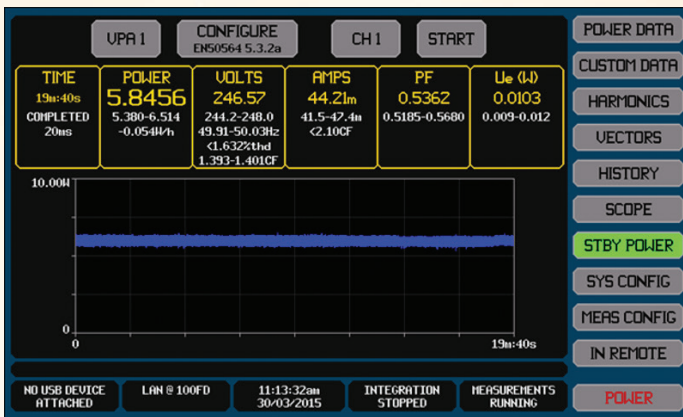 VPA 1
CONFIGURE
EN50564 5.3.2a
CH 1
START
TIME
19m:40s
COMPLETED
20ms
POWER
5.8456
5.380-6.514
-0.054W/h
VOLTS
246.57
244.2-248.0
49.91-50.03Hz
<1.632%thd
1.393-1.401CF
AMPS
44.21m
41.5-47.4m
<2.10CF
PF
0.5362
0.5185-0.5680
Ue (W)
0.0103
0.009-0.012
10.00W
0
0
19m:40s
NO USB DEVICE
ATTACHED
LAN @ 100FD
11:13:32am
30/03/2015
INTEGRATION
STOPPED
MEASUREMENTS
RUNNING
POWER DATA
CUSTOM DATA
HARMONICS
VECTORS
HISTORY
SCOPE
STBY POWER
SYS CONFIG
MEAS CONFIG
IN REMOTE
POWER